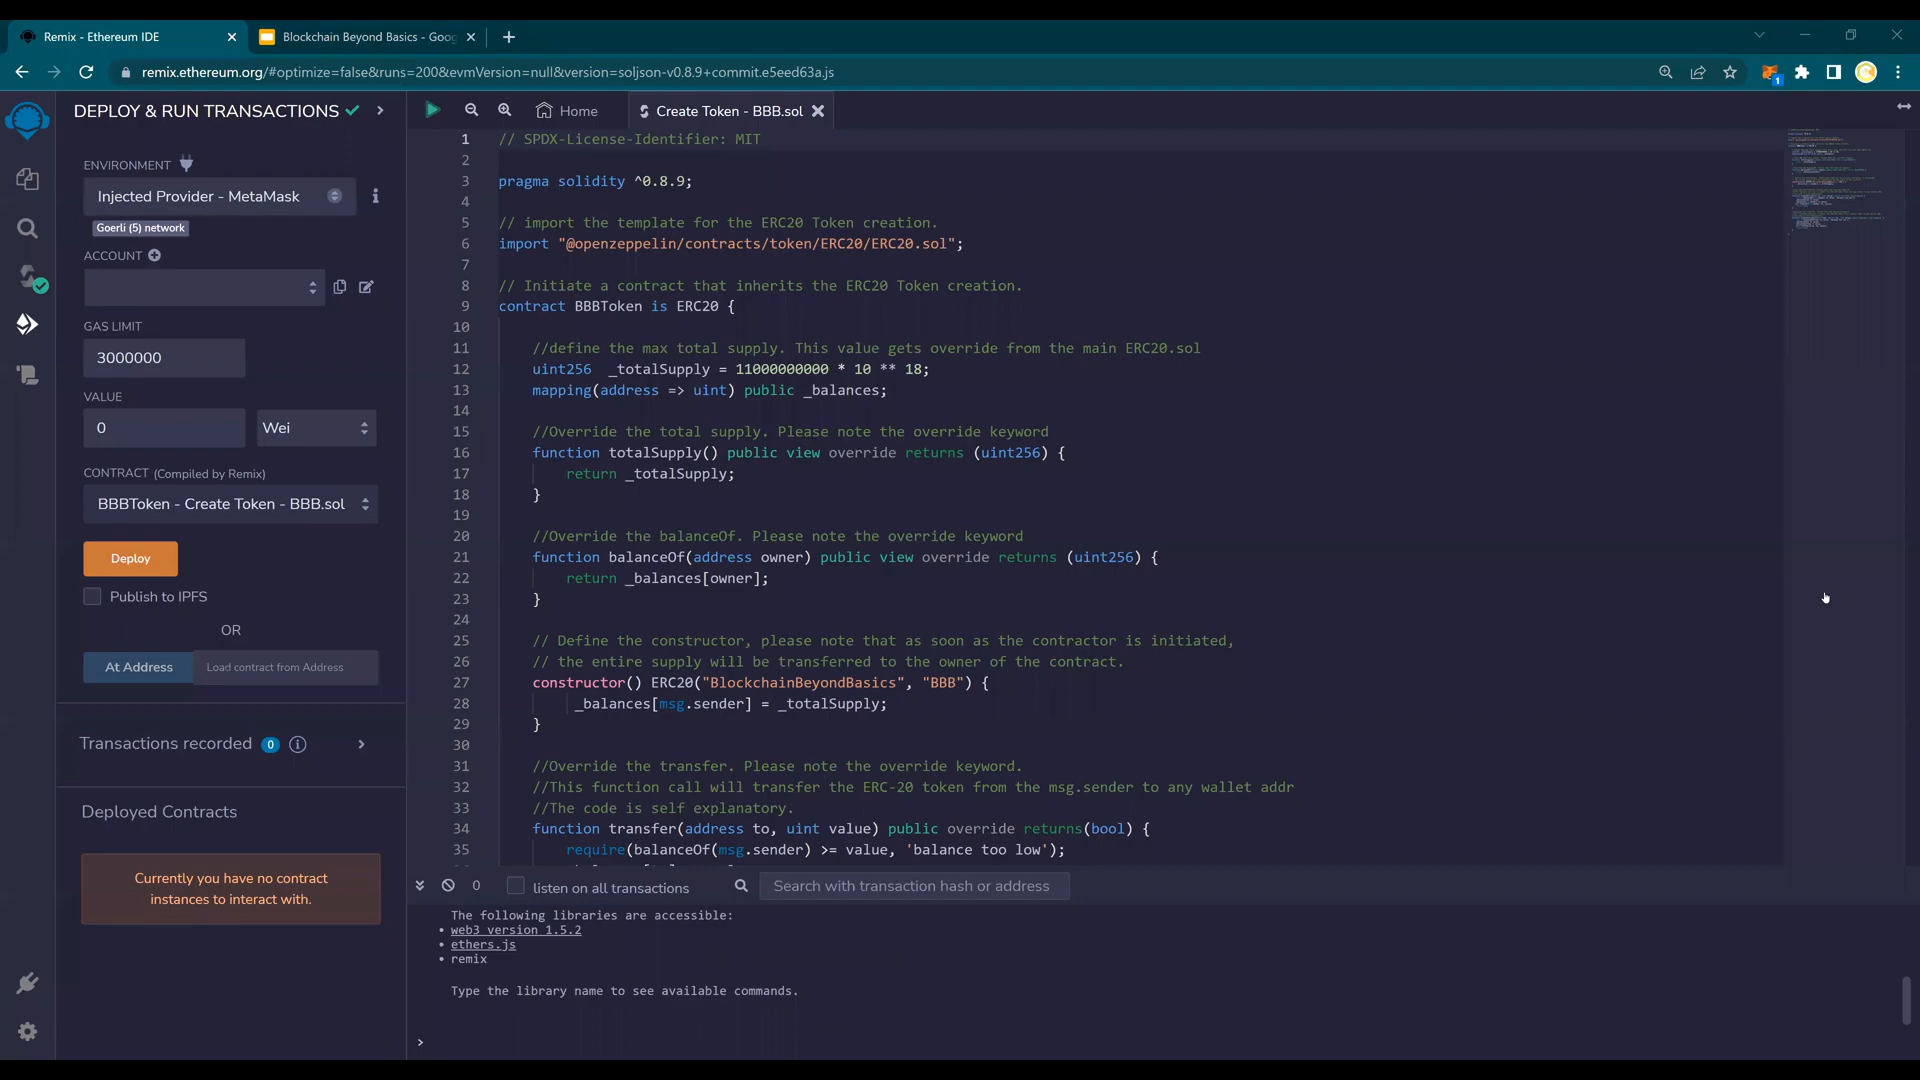 Remix - Ethereum IDE
Blockchain Beyond Basics - Goog
remix.ethereum.org/#optimize=false&runs=200&evmVersion=null&version=soljson-v0.8.9+commit.e5eed63a.js
1
DEPLOY & RUN TRANSACTIONS
ENVIRONMENT
Injected Provider - MetaMask
Goerli (5) network
ACCOUNT
GAS LIMIT
3000000
VALUE
0
Wei
CONTRACT (Compiled by Remix)
BBBToken - Create Token - BBB.sol
Deploy
Publish to IPFS
OR
At Address
Load contract from Address
Transactions recorded 0
Deployed Contracts
Currently you have no contract
instances to interact with.
Home
Create Token - BBB.sol
1 // SPDX-License-Identifier: MIT
2
3 pragma solidity ^0.8.9;
4
5 // import the template for the ERC20 Token creation.
6 import "@openzeppelin/contracts/token/ERC20/ERC20.sol";
7
8 // Initiate a contract that inherits the ERC20 Token creation.
9 contract BBBToken is ERC20 {
10
11 //define the max total supply. This value gets override from the main ERC20.sol
12 uint256  _totalSupply = 11000000000 * 10 ** 18;
13 mapping(address => uint) public _balances;
14
15 //Override the total supply. Please note the override keyword
16 function totalSupply() public view override returns (uint256) {
17 return _totalSupply;
18 }
19
20 //Override the balanceOf. Please note the override keyword
21 function balanceOf(address owner) public view override returns (uint256) {
22 return _balances[owner];
23 }
24
25 // Define the constructor, please note that as soon as the contractor is initiated,
26 // the entire supply will be transferred to the owner of the contract.
27 constructor() ERC20("BlockchainBeyondBasics", "BBB") {
28 _balances[msg.sender] = _totalSupply;
29 }
30
31 //Override the transfer. Please note the override keyword.
32 //This function call will transfer the ERC-20 token from the msg.sender to any wallet addr
33 //The code is self explanatory.
34 function transfer(address to, uint value) public override returns(bool) {
35 require(balanceOf(msg.sender) >= value, 'balance too low');
0
listen on all transactions
Search with transaction hash or address
The following libraries are accessible:
• web3 version 1.5.2
• ethers.js
• remix
Type the library name to see available commands.
>